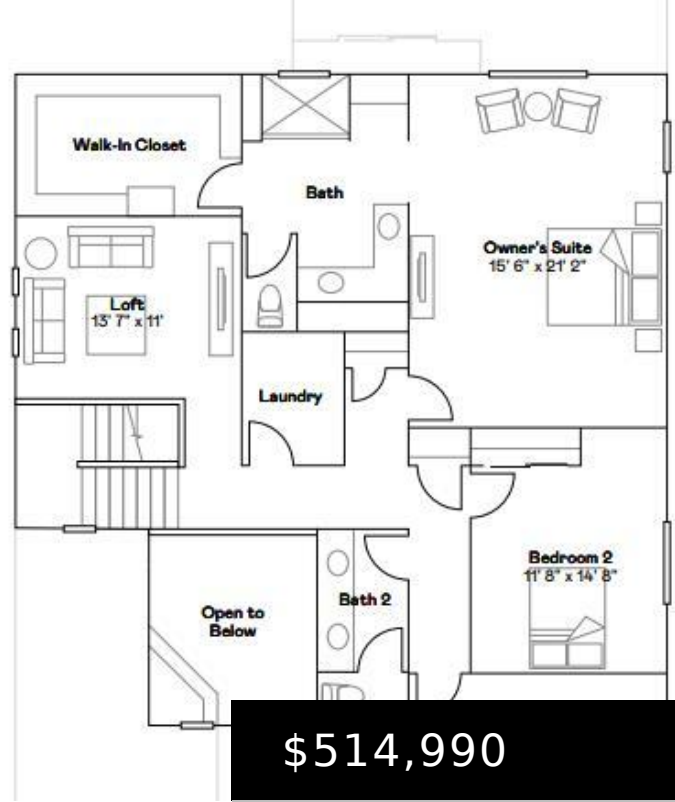 Walk-In Closet
Bath
Owner's Suite
15' 6" x 21' 2"
Loft
13' 7" x 11'
Laundry
Bedroom 2
11' 8" x 14' 8"
Bath 2
Open to
Below
$514,990